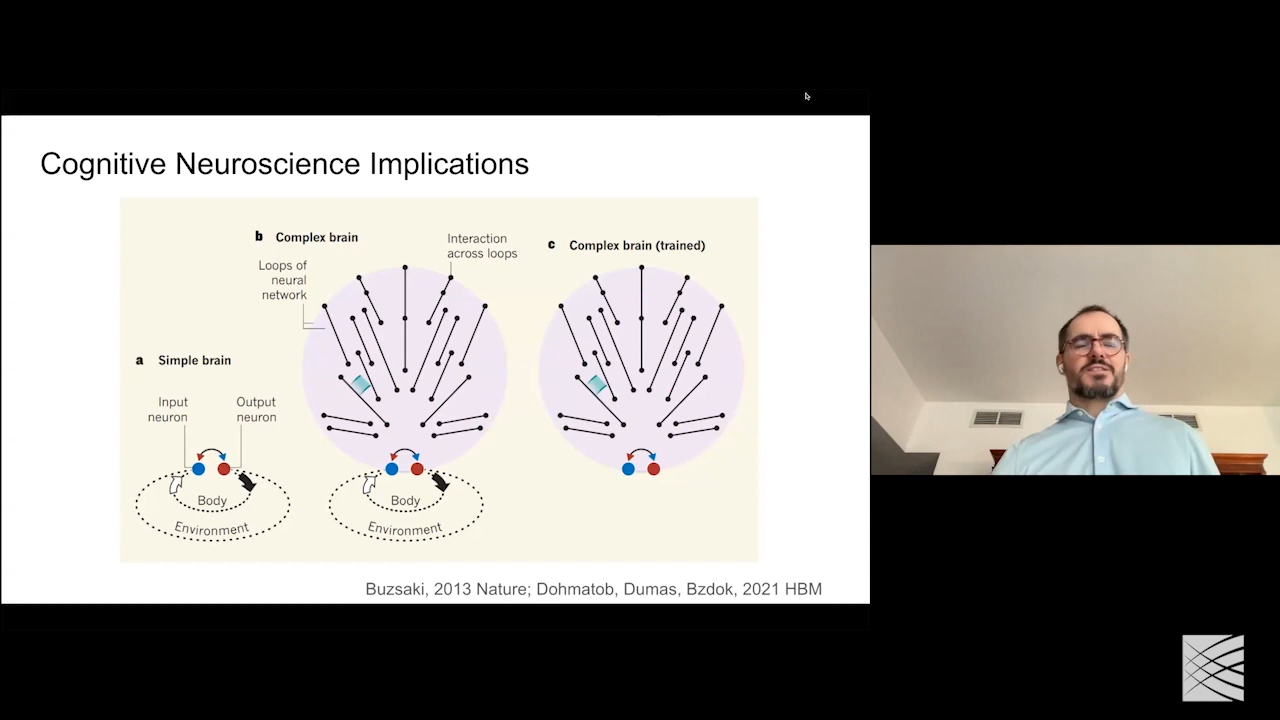 Cognitive Neuroscience Implications
b Complex brain
Interaction
across loops
c Complex brain (trained)
Loops of
neural
network
a Simple brain
Input
neuron
Output
neuron
Body
Environment
Body
Environment
Buzsaki, 2013 Nature; Dohmatob, Dumas, Bzdok, 2021 HBM